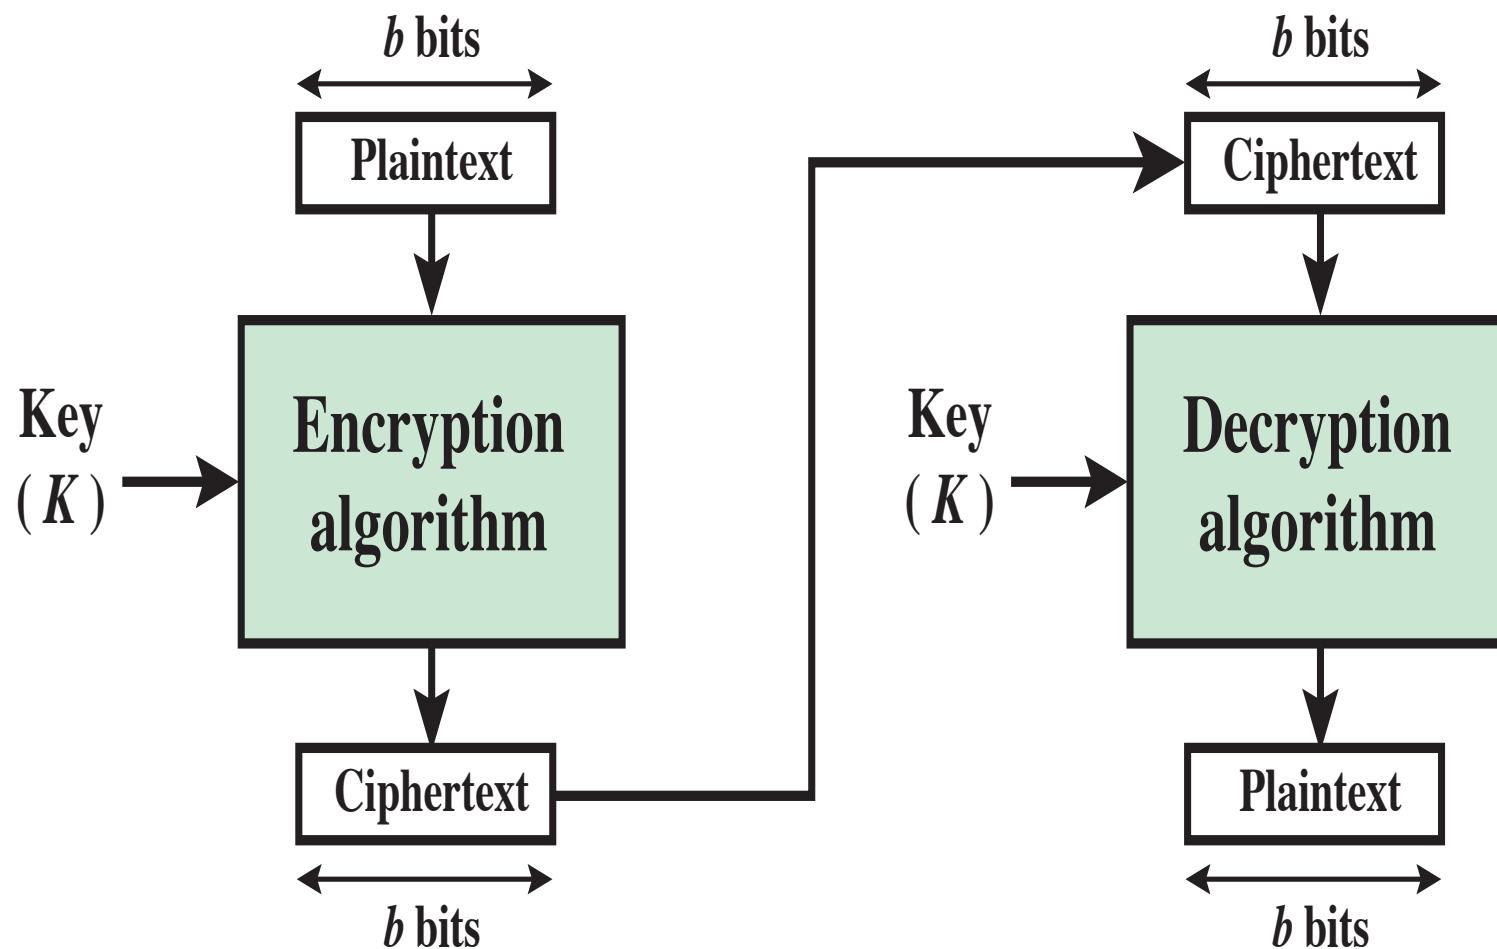 b bits
Plaintext
Key
( K )
Encryption
algorithm
Ciphertext
b bits
b bits
Ciphertext
Key
( K )
Decryption
algorithm
Plaintext
b bits